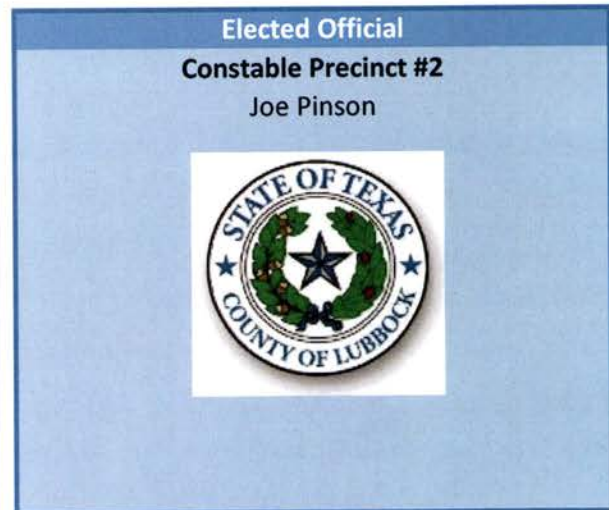 Elected Official
Constable Precinct #2
Joe Pinson
STATE OF TEXAS
COUNTY OF LUBBOCK